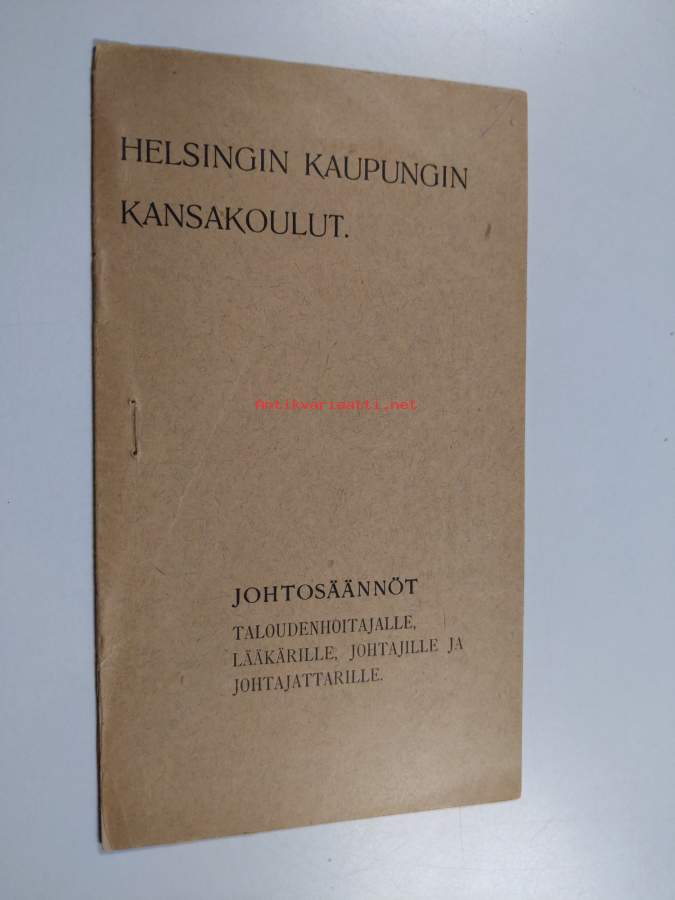 HELSINGIN KAUPUNGIN
KANSAKOULUT.
Antikvariaatti.net
JOHTOSÄÄNNÖT
TALOUDENHOITAJALLE,
LÄÄKÄRILLE, JOHTAJILLE JA
JOHTAJATTARILLE.